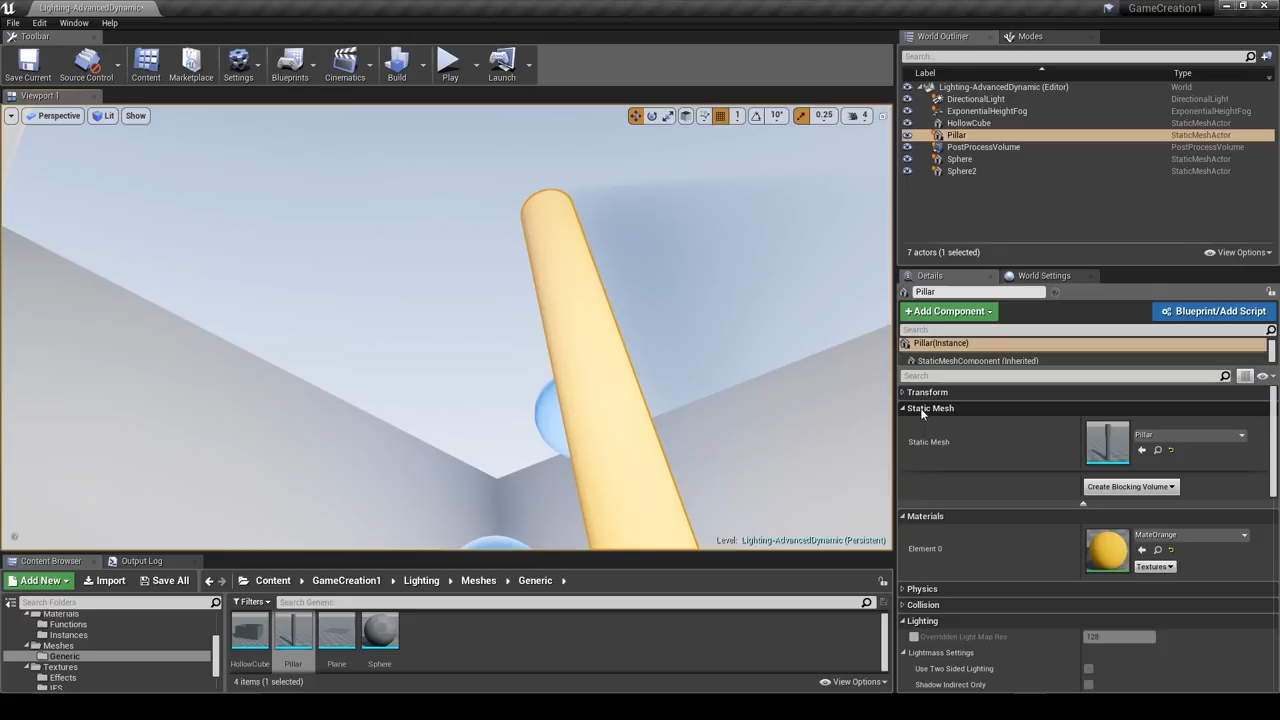 Lighting-AdvancedDynamic*
GameCreation1
File Edit Window Help
Toolbar
Save Current
Source Control
Content
Marketplace
Settings
Blueprints
Cinematics
Build
Play
Launch
Viewport 1
Perspective
Lit
Show
1
10°
0.25
4
Level: Lighting-AdvancedDynamic (Persistent)
World Outliner
Modes
Search...
Label Type
Lighting-AdvancedDynamic (Editor) World
DirectionalLight DirectionalLight
ExponentialHeightFog ExponentialHeightFog
HollowCube StaticMeshActor
Pillar StaticMeshActor
PostProcessVolume PostProcessVolume
Sphere StaticMeshActor
Sphere2 StaticMeshActor
7 actors (1 selected)
View Options
Details
World Settings
Pillar
+Add Component
Blueprint/Add Script
Search
Pillar(Instance)
StaticMeshComponent (Inherited)
Search
Transform
Static Mesh
Static Mesh
Pillar
Create Blocking Volume
Materials
Element 0
MateOrange
Textures
Physics
Collision
Lighting
Overridden Light Map Res 128
Lightmass Settings
Use Two Sided Lighting
Shadow Indirect Only
Content Browser
Output Log
Add New
Import
Save All
Content GameCreation1 Lighting Meshes Generic
Search Folders
Filters
Search Generic
Materials
Functions
Instances
Meshes
Generic
Textures
Effects
IES
HollowCube
Pillar
Plane
Sphere
4 items (1 selected)
View Options